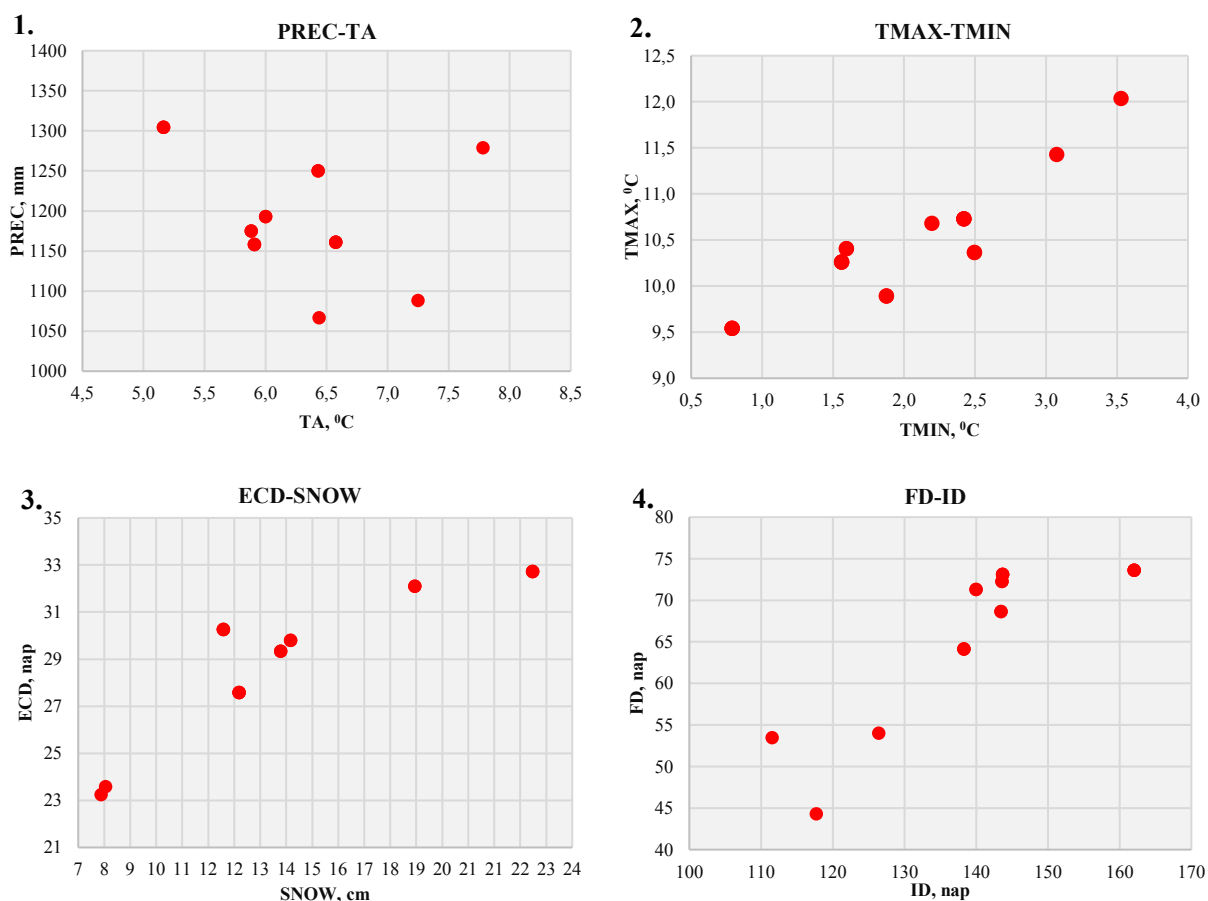 1.
PREC-TA
1400
1350
1300
1250
1200
1150
1100
1050
1000
PREC, mm
4,5 5,0 5,5 6,0 6,5 7,0 7,5 8,0 8,5
TA, ⁰C
2.
TMAX-TMIN
12,5
12,0
11,5
11,0
10,5
10,0
9,5
9,0
TMAX, ⁰C
0,5 1,0 1,5 2,0 2,5 3,0 3,5 4,0
TMIN, ⁰C
3.
ECD-SNOW
35
33
31
29
27
25
23
21
ECD, nap
7 8 9 10 10 11 12 13 14 15 16 17 18 19 19 20 21 22 23 24
SNOW, cm
4.
FD-ID
80
75
70
65
60
55
50
45
40
FD, nap
100 110 120 130 140 150 160 170
ID, nap